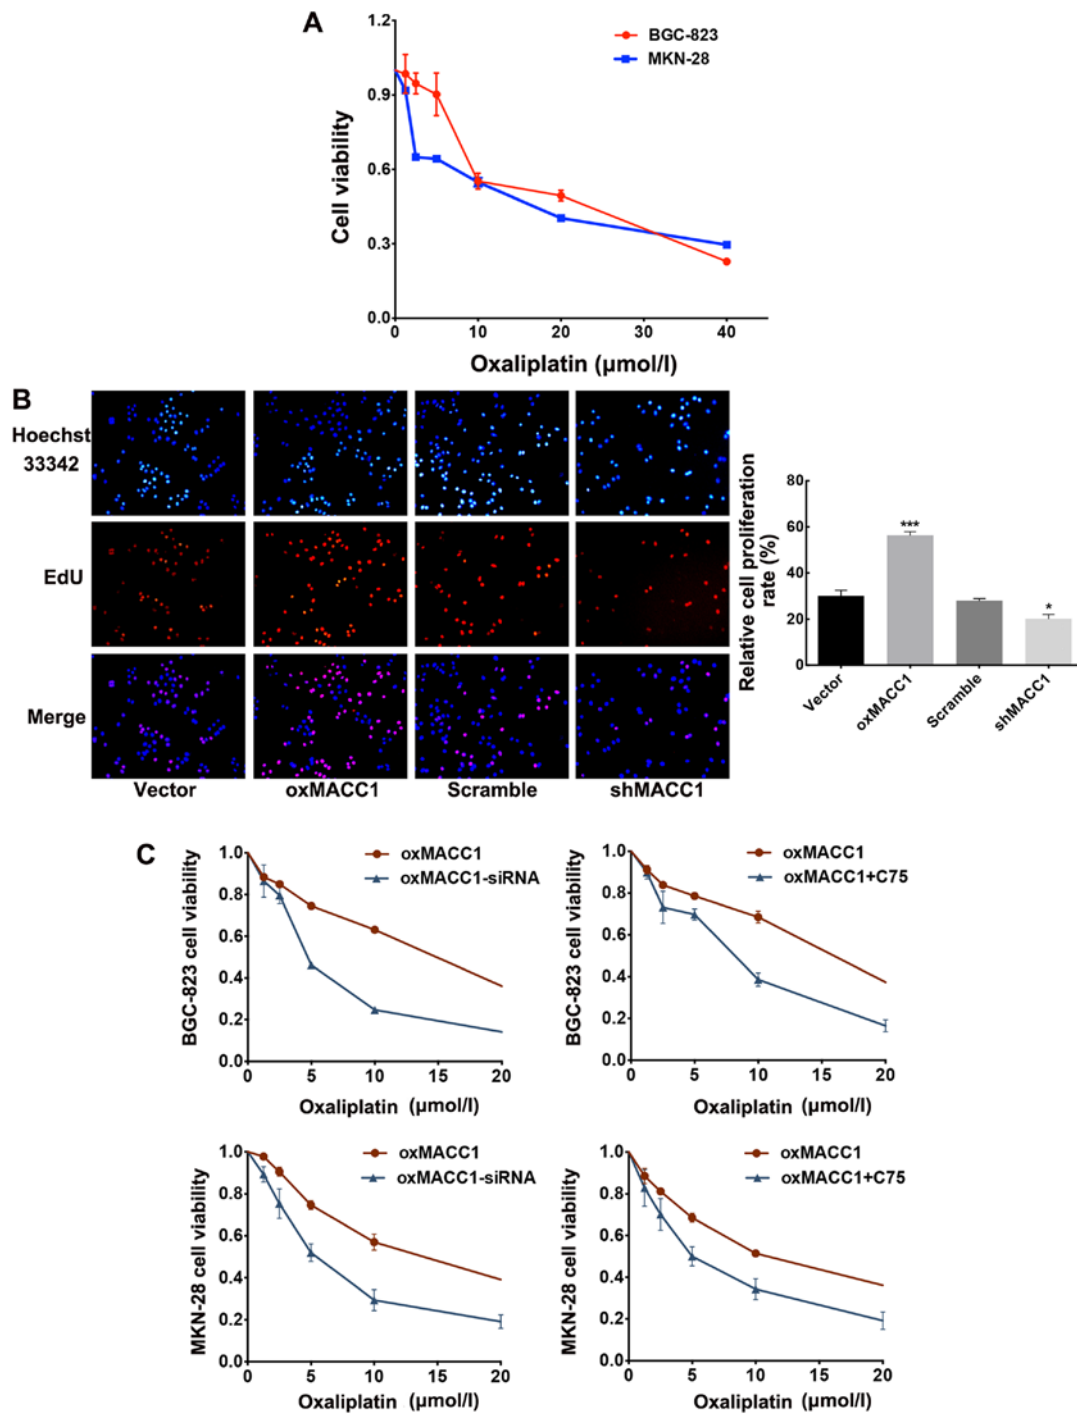 A
1.2
0.9
0.6
0.3
0.0
Cell viability
BGC-823
MKN-28
0
10
20
30
40
Oxaliplatin (µmol/l)
B
Hoechst
33342
EdU
Merge
Vector
oxMACC1
Scramble
shMACC1
Relative cell proliferation
rate (%)
80
60
40
20
0
***
*
Vector
oxMACC1
Scramble
shMACC1
C
BGC-823 cell viability
1.0
0.8
0.6
0.4
0.2
0.0
oxMACC1
oxMACC1-siRNA
0
5
10
15
20
Oxaliplatin (µmol/l)
BGC-823 cell viability
1.0
0.8
0.6
0.4
0.2
0.0
oxMACC1
oxMACC1+C75
0
5
10
15
20
Oxaliplatin (µmol/l)
MKN-28 cell viability
1.0
0.8
0.6
0.4
0.2
0.0
oxMACC1
oxMACC1-siRNA
0
5
10
15
20
Oxaliplatin (µmol/l)
MKN-28 cell viability
1.0
0.8
0.6
0.4
0.2
0.0
oxMACC1
oxMACC1+C75
0
5
10
15
20
Oxaliplatin (µmol/l)